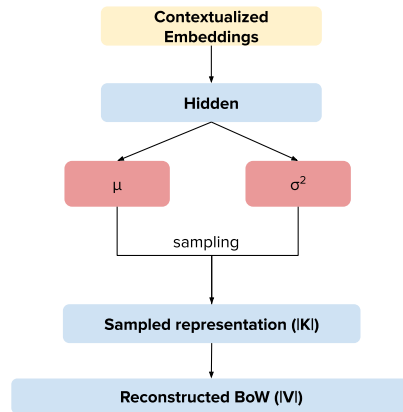 Contextualized
Embeddings
Hidden
μ
σ²
sampling
Sampled representation (|K|)
Reconstructed BoW (|V|)